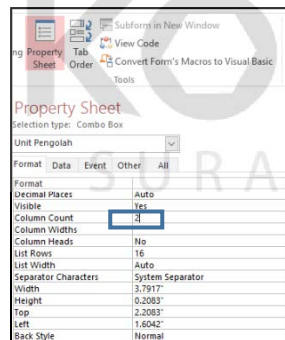 Subform in New Window
View Code
Convert Form's Macros to Visual Basic
ng Property Sheet
Tab Order
Tools
Property Sheet
Selection type: Combo Box
Unit Pengolah
Format Data Event Other All
Format
Decimal Places Auto
Visible Yes
Column Count 2
Column Widths
Column Heads No
List Rows 16
List Width Auto
Separator Characters System Separator
Width 3.7917"
Height 0.2083"
Top 2.2083"
Left 1.6042"
Back Style Normal
SURA